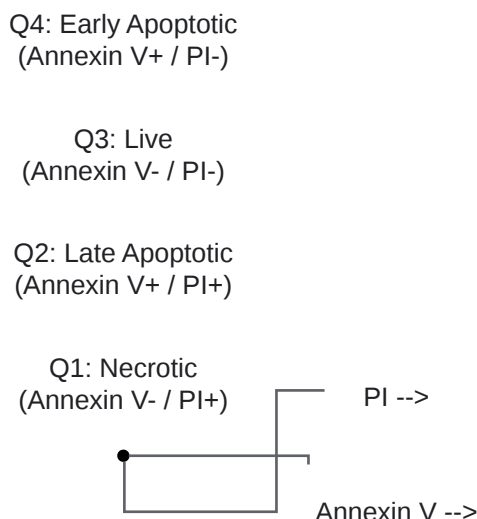 Q4: Early Apoptotic
(Annexin V+ / PI-)
Q3: Live
(Annexin V- / PI-)
Q2: Late Apoptotic
(Annexin V+ / PI+)
Q1: Necrotic
(Annexin V- / PI+)
PI -->
Annexin V -->